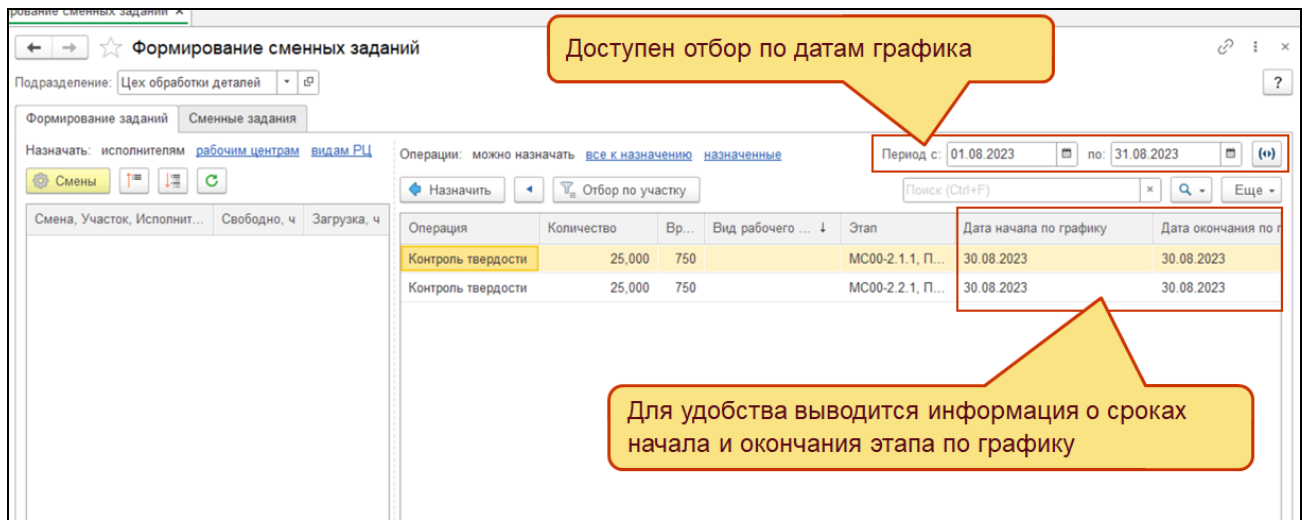 рование сменных заданий ×
Формирование сменных заданий
Доступен отбор по датам графика
Подразделение: Цех обработки деталей
?
Формирование заданий Сменные задания
Назначать: исполнителям рабочим центрам видам РЦ
Операции: можно назначать все к назначению назначенные
Период с: 01.08.2023 по: 31.08.2023
Смены
Назначить Отбор по участку Поиск (Ctrl+F) × Еще
Смена, Участок, Исполнит... Свободно, ч Загрузка, ч
Операция Количество Вр... Вид рабочего ... ↓ Этап Дата начала по графику Дата окончания по г
Контроль твердости 25,000 750 МС00-2.1.1, П... 30.08.2023 30.08.2023
Контроль твердости 25,000 750 МС00-2.2.1, П... 30.08.2023 30.08.2023
Для удобства выводится информация о сроках
начала и окончания этапа по графику